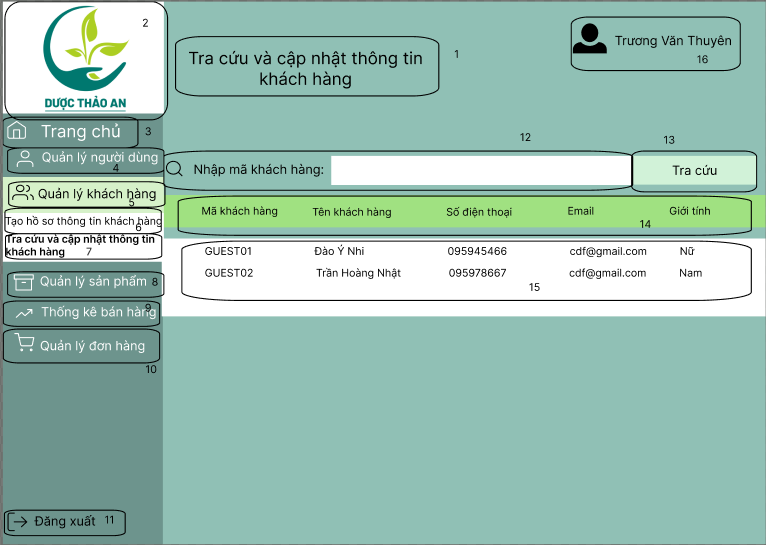 2
DƯỢC THẢO AN
Tra cứu và cập nhật thông tin
khách hàng
1
Trương Văn Thuyên
16
Trang chủ 3
Quản lý người dùng
4
Quản lý khách hàng
5
Tạo hồ sơ thông tin khách hàng
6
Tra cứu và cập nhật thông tin
khách hàng 7
Quản lý sản phẩm 8
Thống kê bán hàng
9
Quản lý đơn hàng
10
Đăng xuất 11
12
13
Nhập mã khách hàng:
Tra cứu
Mã khách hàng Tên khách hàng Số điện thoại Email Giới tính
14
GUEST01 Đào Ý Nhi 095945466 cdf@gmail.com Nữ
GUEST02 Trần Hoàng Nhật 095978667 cdf@gmail.com Nam
15